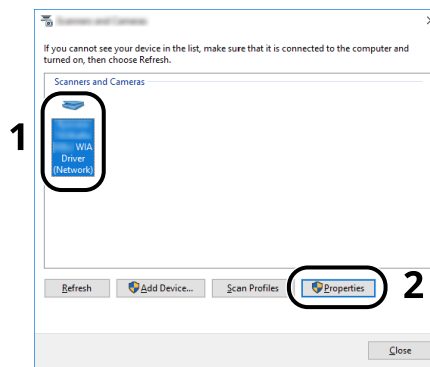 If you cannot see your device in the list, make sure that it is connected to the computer and
turned on, then choose Refresh.
Scanners and Cameras
1
WIA
Driver
(Network)
Refresh
Add Device...
Scan Profiles
Properties
2
Close